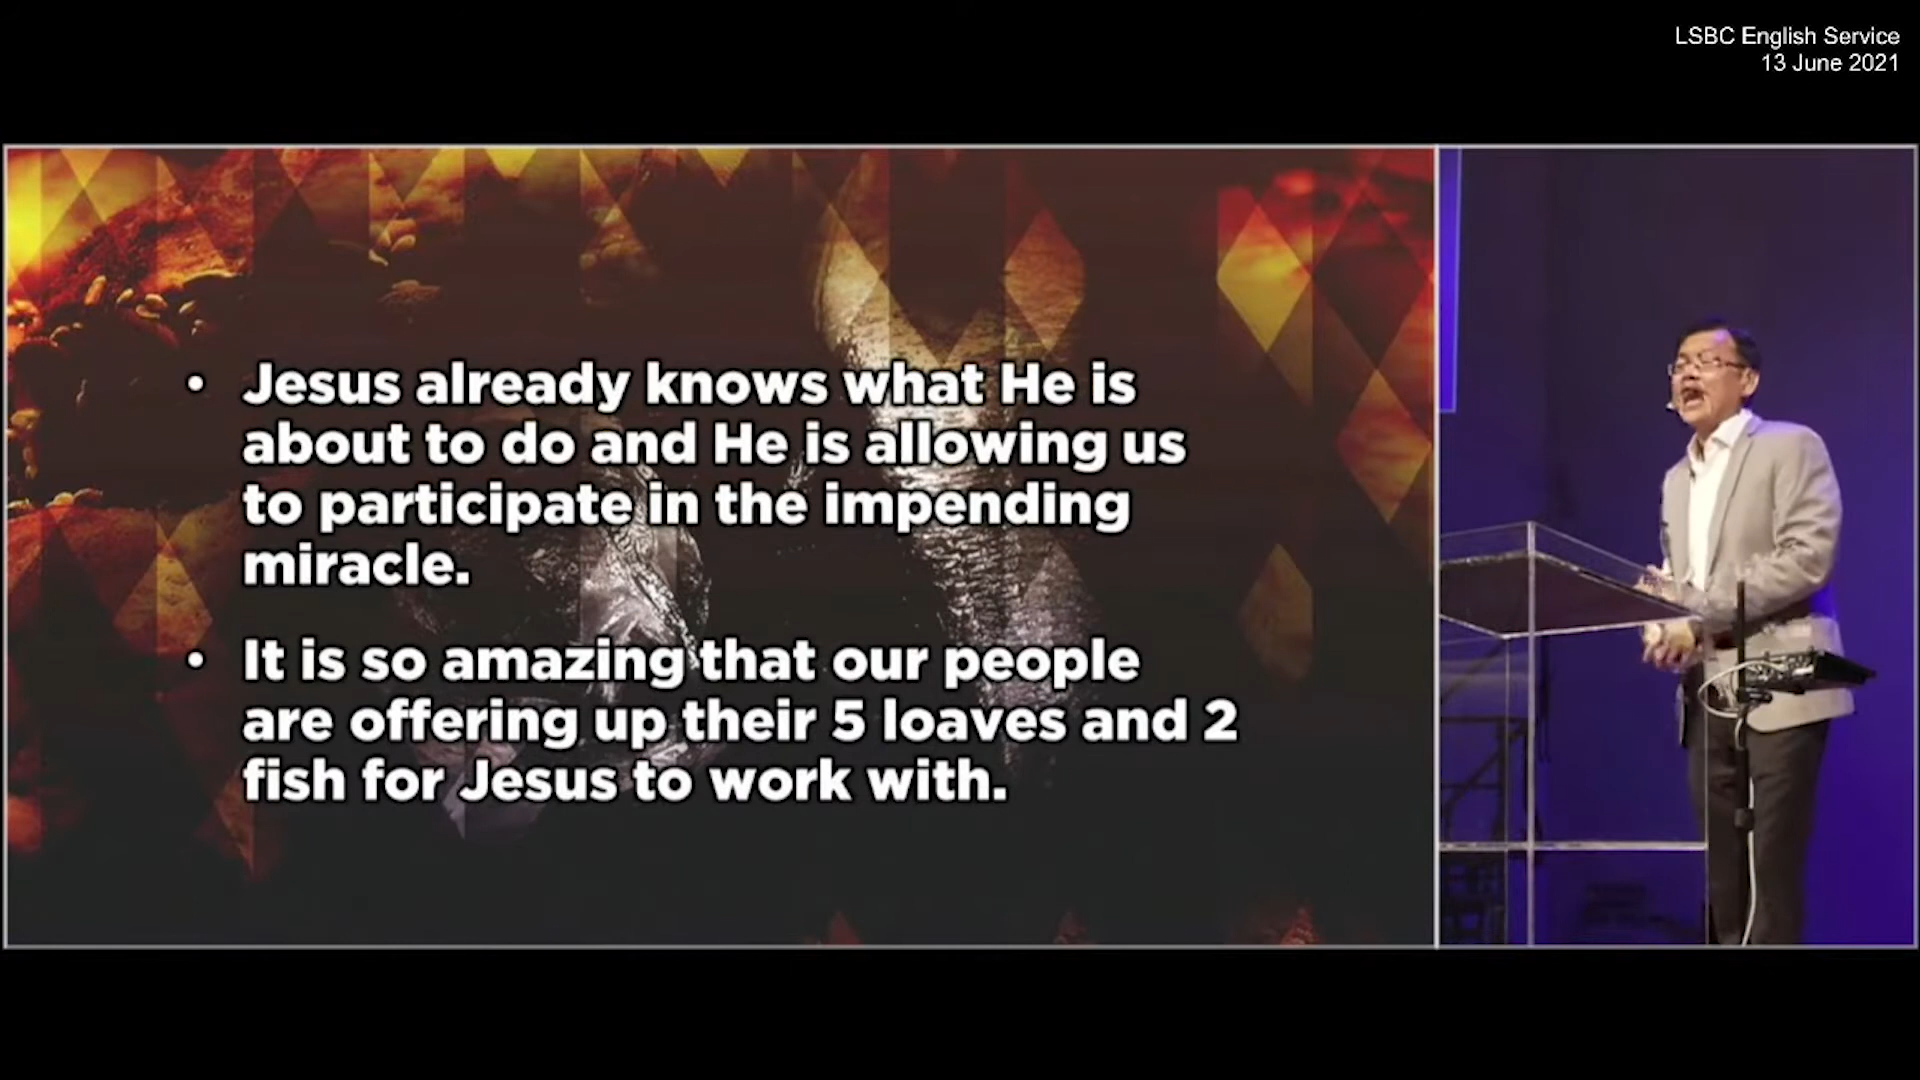 LSBC English Service
13 June 2021
• Jesus already knows what He is
about to do and He is allowing us
to participate in the impending
miracle.
• It is so amazing that our people
are offering up their 5 loaves and 2
fish for Jesus to work with.